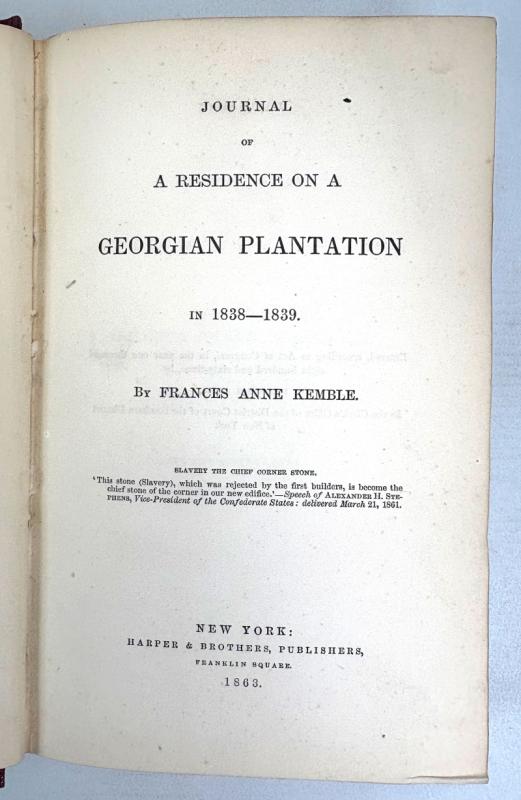 JOURNAL
OF
A RESIDENCE ON A
GEORGIAN PLANTATION
IN 1838—1839.
BY FRANCES ANNE KEMBLE.
SLAVERY THE CHIEF CORNER STONE.
'This stone (Slavery), which was rejected by the first builders, is become the
chief stone of the corner in our new edifice.'—Speech of ALEXANDER H. STE-
PHENS, Vice-President of the Confederate States: delivered March 21, 1861.
NEW YORK:
HARPER & BROTHERS, PUBLISHERS,
FRANKLIN SQUARE.
1863.